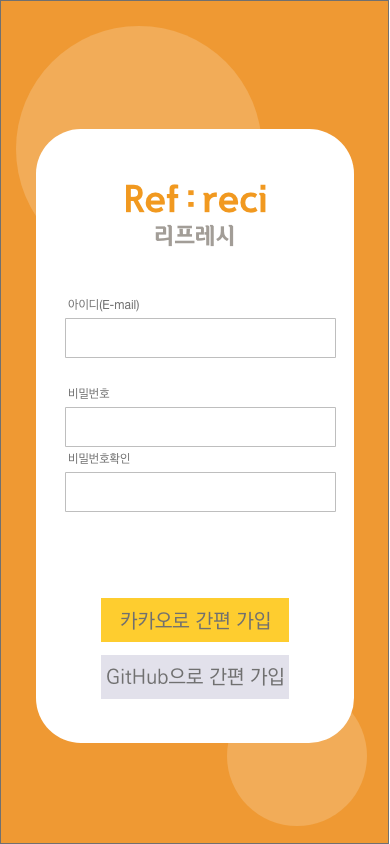 Ref:reci
리프레시
아이디(E-mail)
비밀번호
비밀번호확인
카카오로 간편 가입
GitHub으로 간편 가입